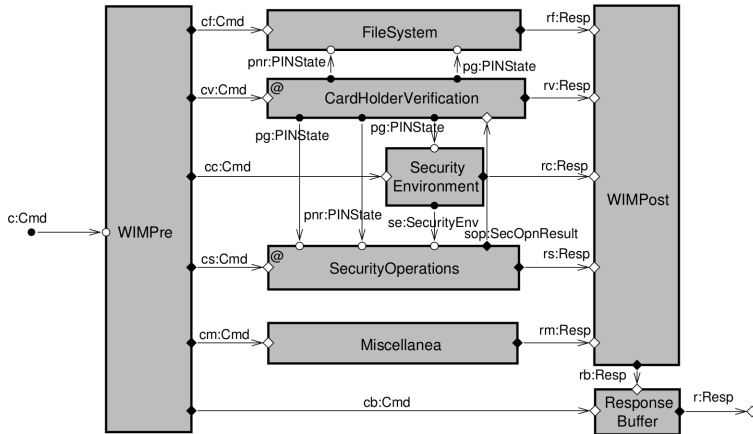 cf:Cmd
FileSystem
rf:Resp
pnr:PINState
pg:PINState
cv:Cmd
@
CardHolderVerification
rv:Resp
pg:PINState
pg:PINState
cc:Cmd
Security
Environment
rc:Resp
WIMPost
c:Cmd
WIMPre
pnr:PINState
se:SecurityEnv
sop:SecOpnResult
cs:Cmd
@
SecurityOperations
rs:Resp
cm:Cmd
Miscellanea
rm:Resp
rb:Resp
cb:Cmd
Response
Buffer
r:Resp